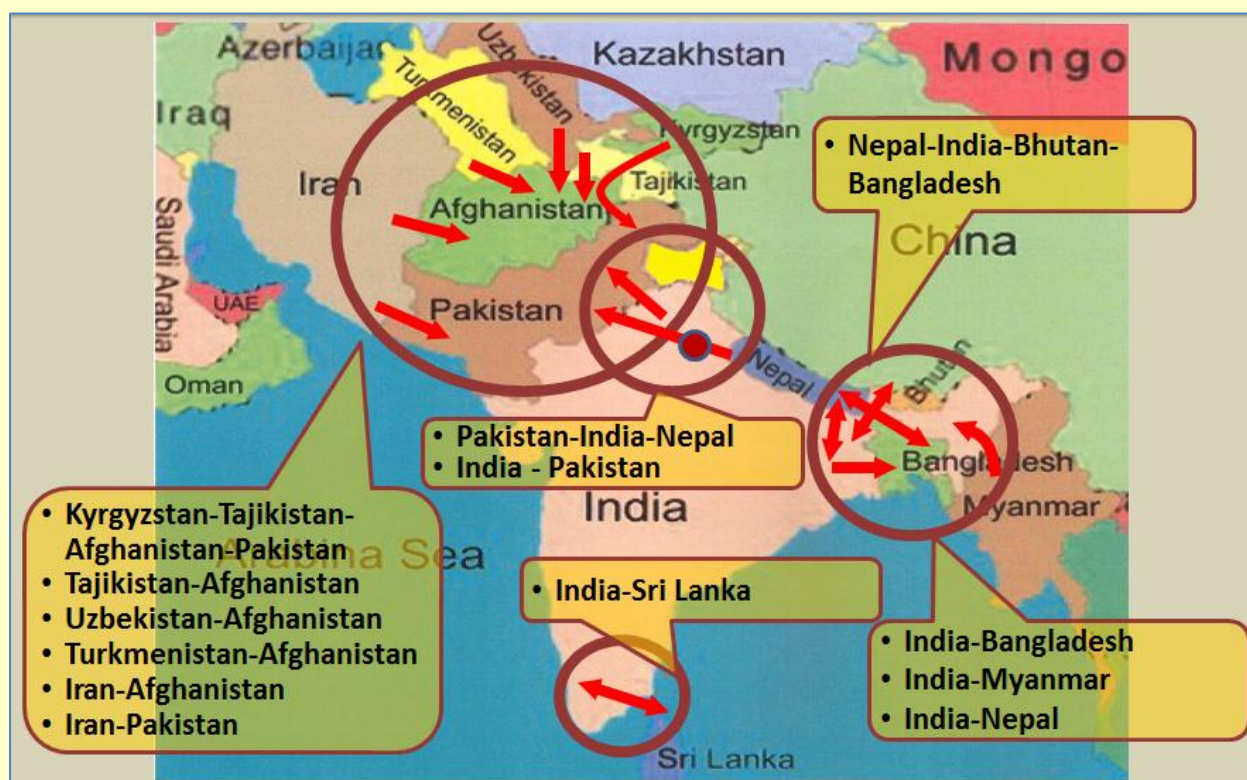 Azerbaijan
Uzbekistan
Kazakhstan
Mongo
Iraq
Turkmenistan
Kyrgyzstan
Iran
Tajikistan
Afghanistan
China
Saudi Arabia
UAE
Pakistan
Oman
Nepal
Bhutan
Bangladesh
Myanmar
India
Arabina Sea
Sri Lanka
• Nepal-India-Bhutan-
Bangladesh
• Pakistan-India-Nepal
• India - Pakistan
• Kyrgyzstan-Tajikistan-
Afghanistan-Pakistan
• Tajikistan-Afghanistan
• Uzbekistan-Afghanistan
• Turkmenistan-Afghanistan
• Iran-Afghanistan
• Iran-Pakistan
• India-Sri Lanka
• India-Bangladesh
• India-Myanmar
• India-Nepal